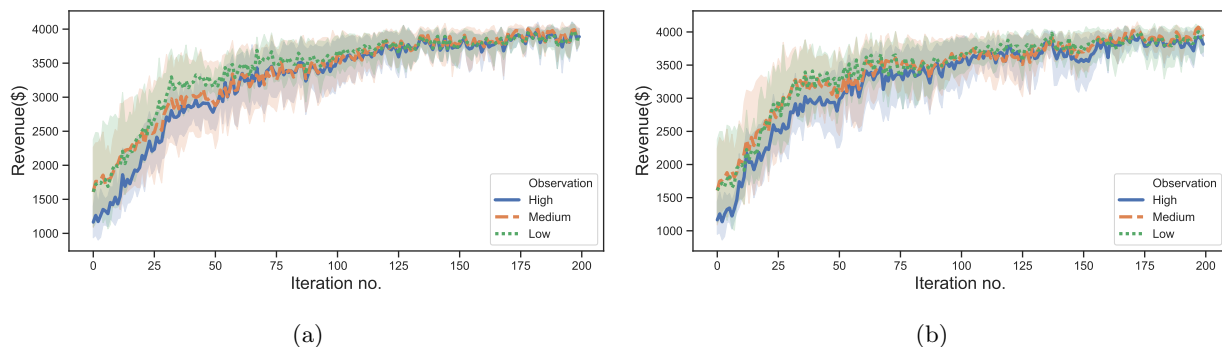 4000
3500
3000
2500
2000
1500
1000
Revenue($)
0 25 50 75 100 125 150 175 200
Iteration no.
Observation
High
Medium
Low
(a)
4000
3500
3000
2500
2000
1500
1000
Revenue($)
0 25 50 75 100 125 150 175 200
Iteration no.
Observation
High
Medium
Low
(b)